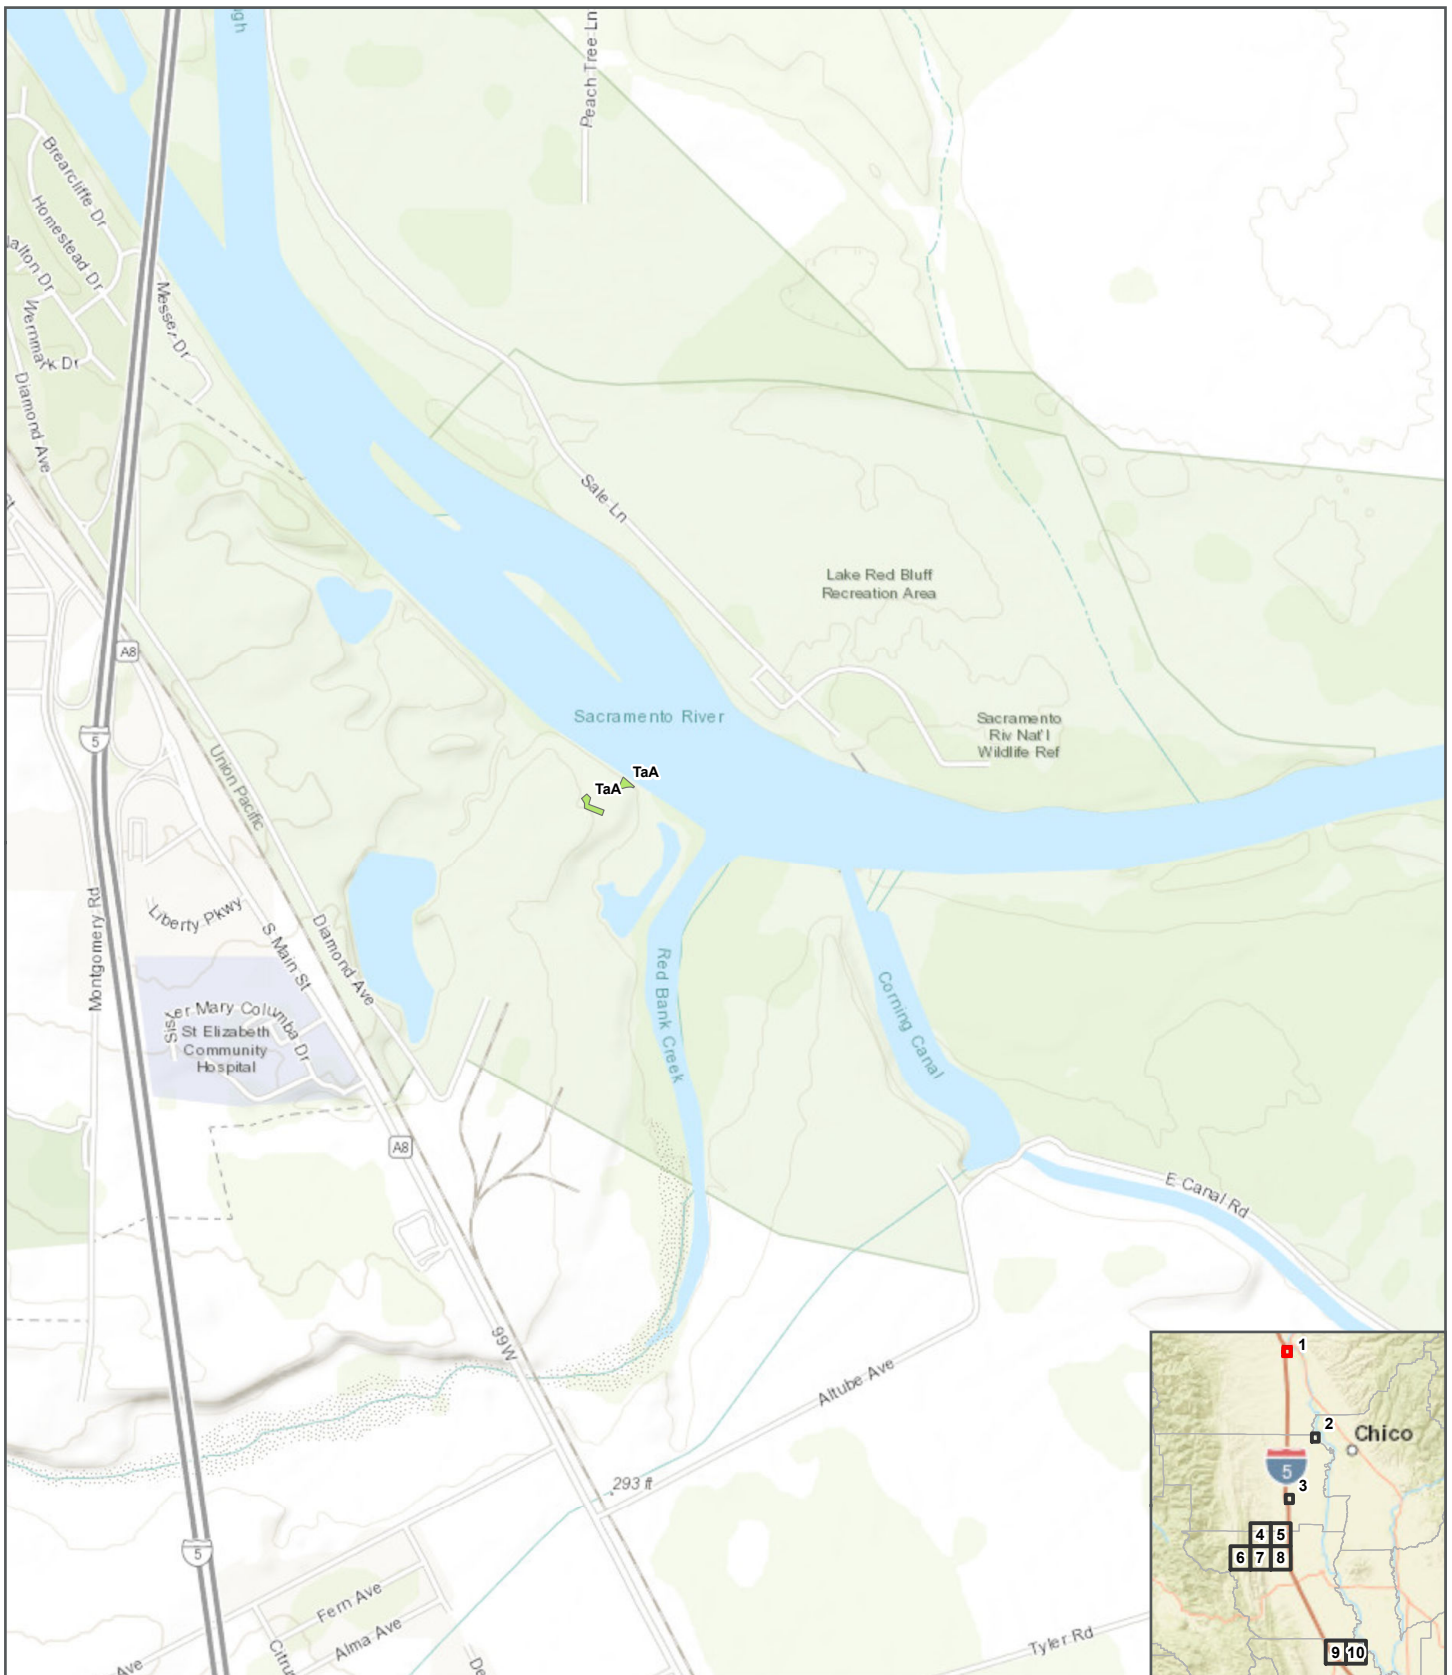 Peach Tree Ln
Brearcliffe Dr
Homestead Dr
Messer Dr
Diamond Ave
Sale Ln
Lake Red Bluff
Recreation Area
A8
Sacramento River
Sacramento
Riv Nat'l
Wildlife Ref
5
Union Pacific
TaA
TaA
Montgomery Rd
Liberty Pkwy
S Main St
Diamond Ave
Red Bank Creek
Corning Canal
Sister Mary Columba Dr
St Elizabeth
Community
Hospital
A8
E Canal Rd
99W
Altube Ave
293 ft
5
Fern Ave
Alma Ave
Tyler Rd
Ave
1
2
Chico
5
3
4
5
6
7
8
9
10